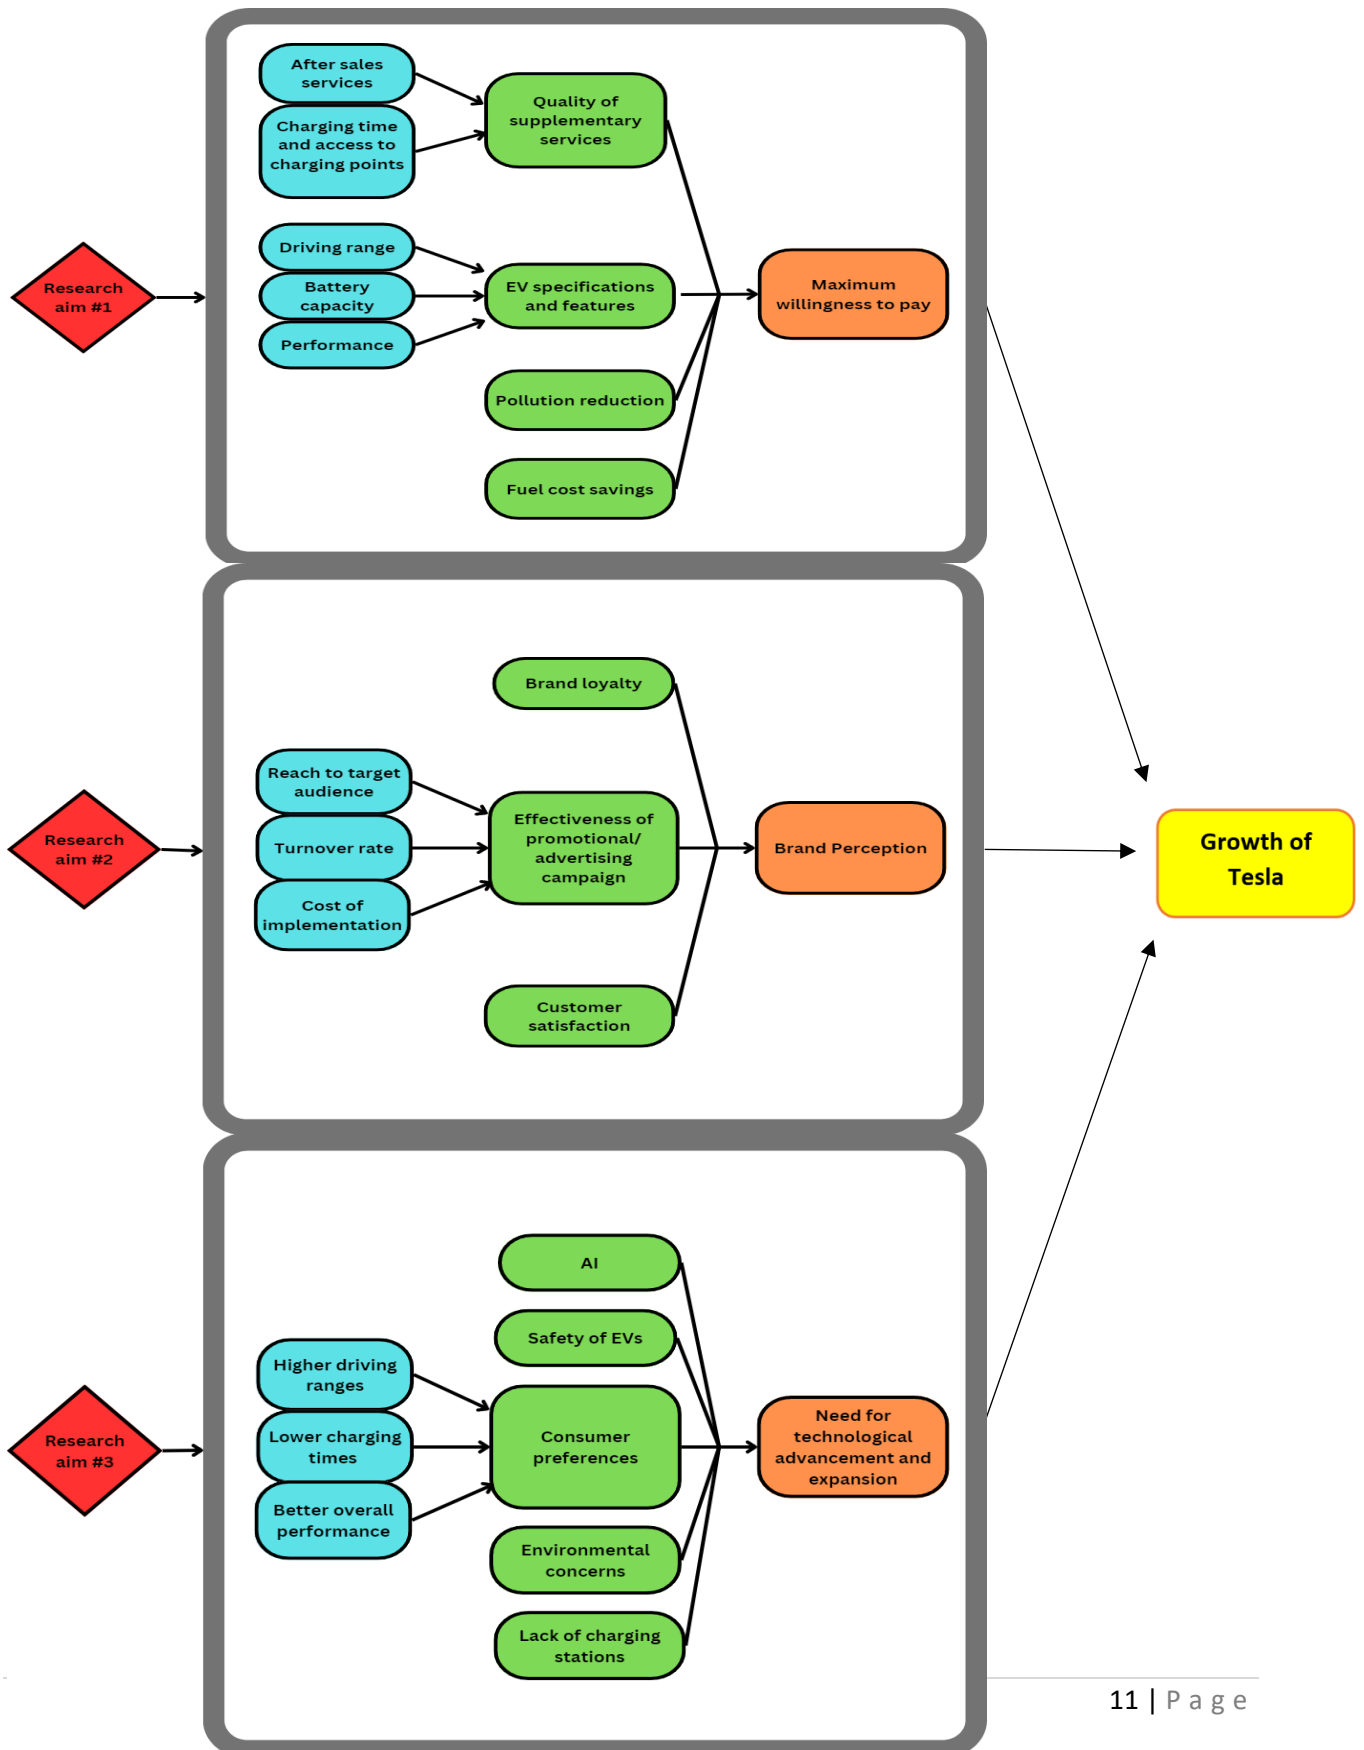 After sales
services
Charging time
and access to
charging points
Quality of
supplementary
services
Research
aim #1
Driving range
Battery
capacity
Performance
EV specifications
and features
Maximum
willingness to pay
Pollution reduction
Fuel cost savings
Brand loyalty
Research
aim #2
Reach to target
audience
Turnover rate
Cost of
implementation
Effectiveness of
promotional/
advertising
campaign
Brand Perception
Customer
satisfaction
Growth of
Tesla
AI
Safety of EVs
Research
aim #3
Higher driving
ranges
Lower charging
times
Better overall
performance
Consumer
preferences
Need for
technological
advancement and
expansion
Environmental
concerns
Lack of charging
stations
11 | Page